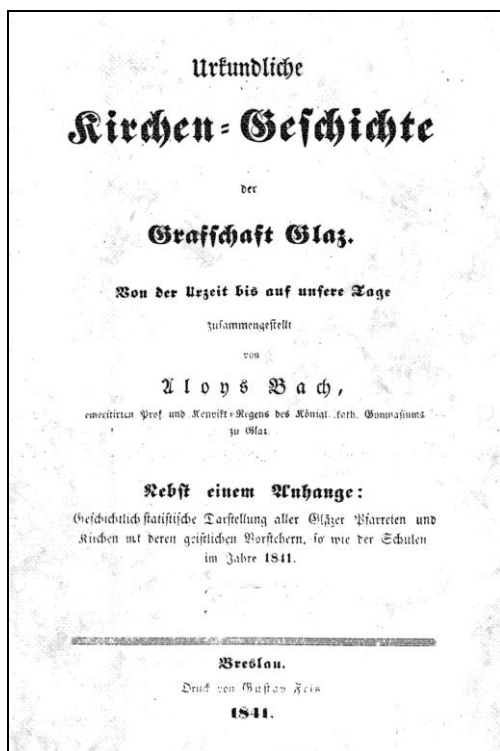 Urkundliche
Kirchen=Geschichte
der
Grafschaft Glaz.
Von der Urzeit bis auf unsere Tage
zusammengestellt
von
Aloys Bach,
emeritirten Prof. und Konvikt=Regens des Königl. kath. Gymnasiums
zu Glaz.
Nebst einem Anhange:
Geschichtlich statistische Darstellung aller Gläzer Pfarreien und
Kirchen mit deren geistlichen Vorstehern, so wie der Schulen
im Jahre 1841.
Breslau.
Druck von Gustav
1841.